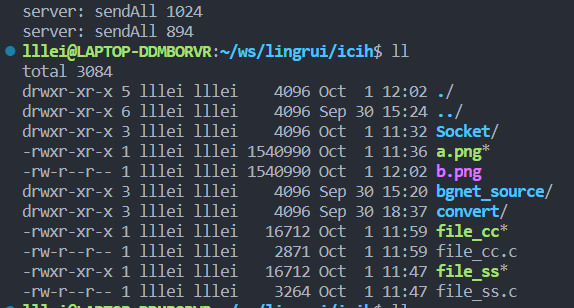 server: sendAll 1024
server: sendAll 894
lllei@LAPTOP-DDMBORVR:~/ws/lingrui/icih$ ll
total 3084
drwxr-xr-x 5 lllei lllei    4096 Oct  1 12:02 ./
drwxr-xr-x 6 lllei lllei    4096 Sep 30 15:24 ../
drwxr-xr-x 3 lllei lllei    4096 Oct  1 11:32 Socket/
-rwxr-xr-x 1 lllei lllei 1540990 Oct  1 11:36 a.png*
-rw-r--r-- 1 lllei lllei 1540990 Oct  1 12:02 b.png
drwxr-xr-x 3 lllei lllei    4096 Sep 30 15:20 bgnet_source/
drwxr-xr-x 3 lllei lllei    4096 Sep 30 18:37 convert/
-rwxr-xr-x 1 lllei lllei   16712 Oct  1 11:59 file_cc*
-rw-r--r-- 1 lllei lllei    2871 Oct  1 11:59 file_cc.c
-rwxr-xr-x 1 lllei lllei   16712 Oct  1 11:47 file_ss*
-rw-r--r-- 1 lllei lllei    3264 Oct  1 11:47 file_ss.c
lllei@LAPTOP-DDMBORVR:~/ws/lingrui/icih$ ll